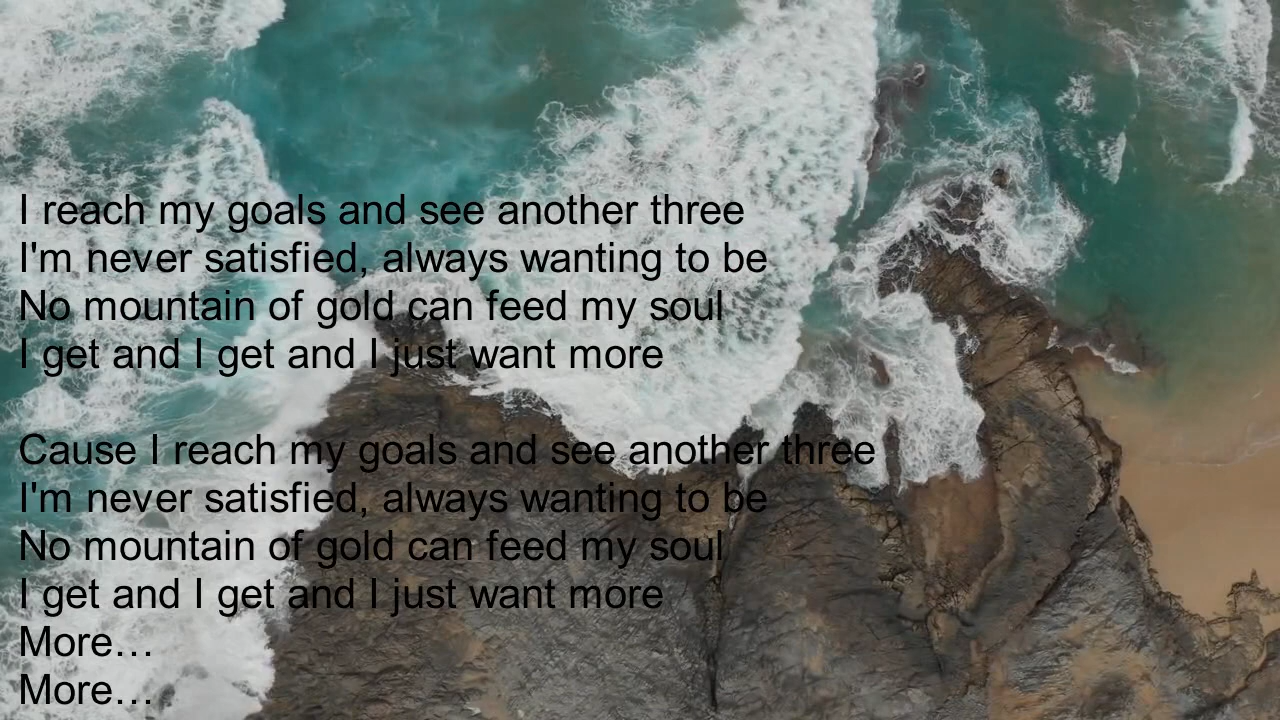 I reach my goals and see another three
I'm never satisfied, always wanting to be
No mountain of gold can feed my soul
I get and I get and I just want more
Cause I reach my goals and see another three
I'm never satisfied, always wanting to be
No mountain of gold can feed my soul
I get and I get and I just want more
More…
More…